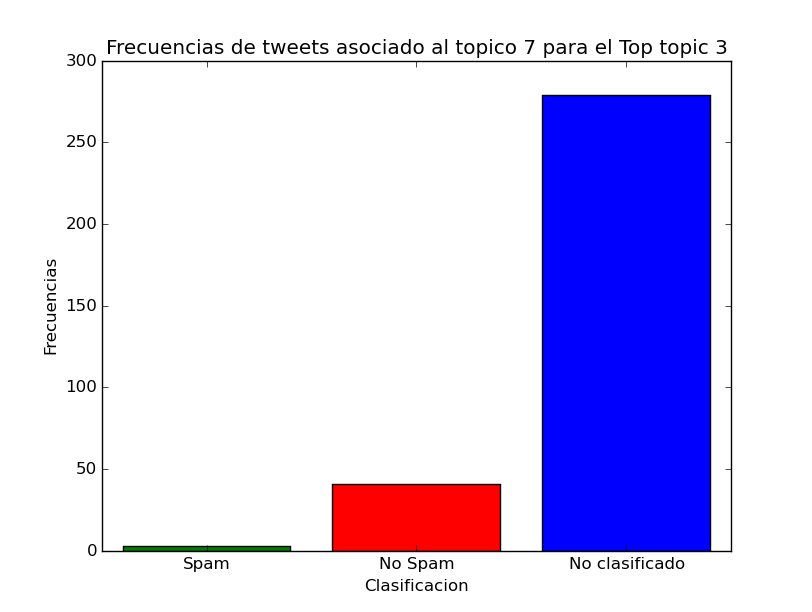 Frecuencias de tweets asociado al topico 7 para el Top topic 3
300
250
200
150
100
50
0
Frecuencias
Spam No Spam No clasificado
Clasificacion